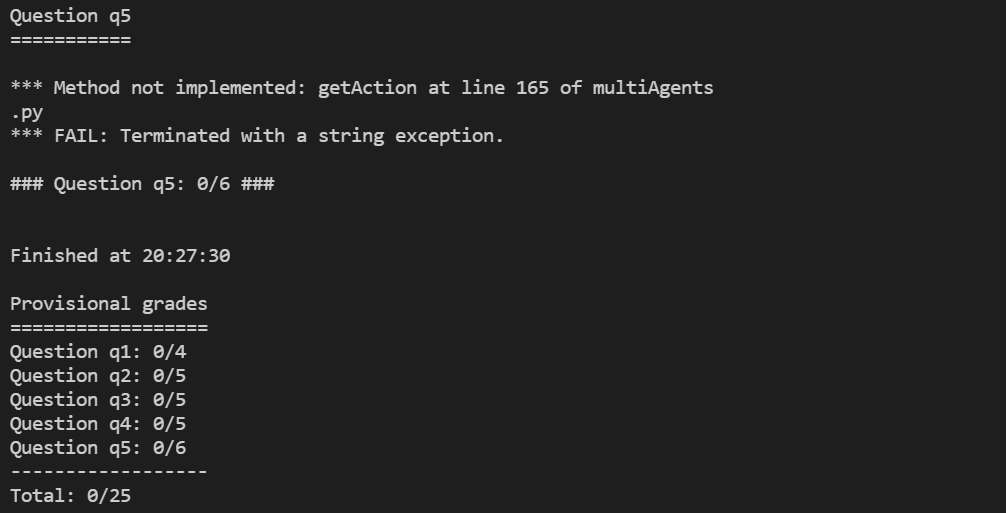 Question q5
===========
*** Method not implemented: getAction at line 165 of multiAgents
.py
*** FAIL: Terminated with a string exception.
### Question q5: 0/6 ###
Finished at 20:27:30
Provisional grades
==================
Question q1: 0/4
Question q2: 0/5
Question q3: 0/5
Question q4: 0/5
Question q5: 0/6
------------------
Total: 0/25